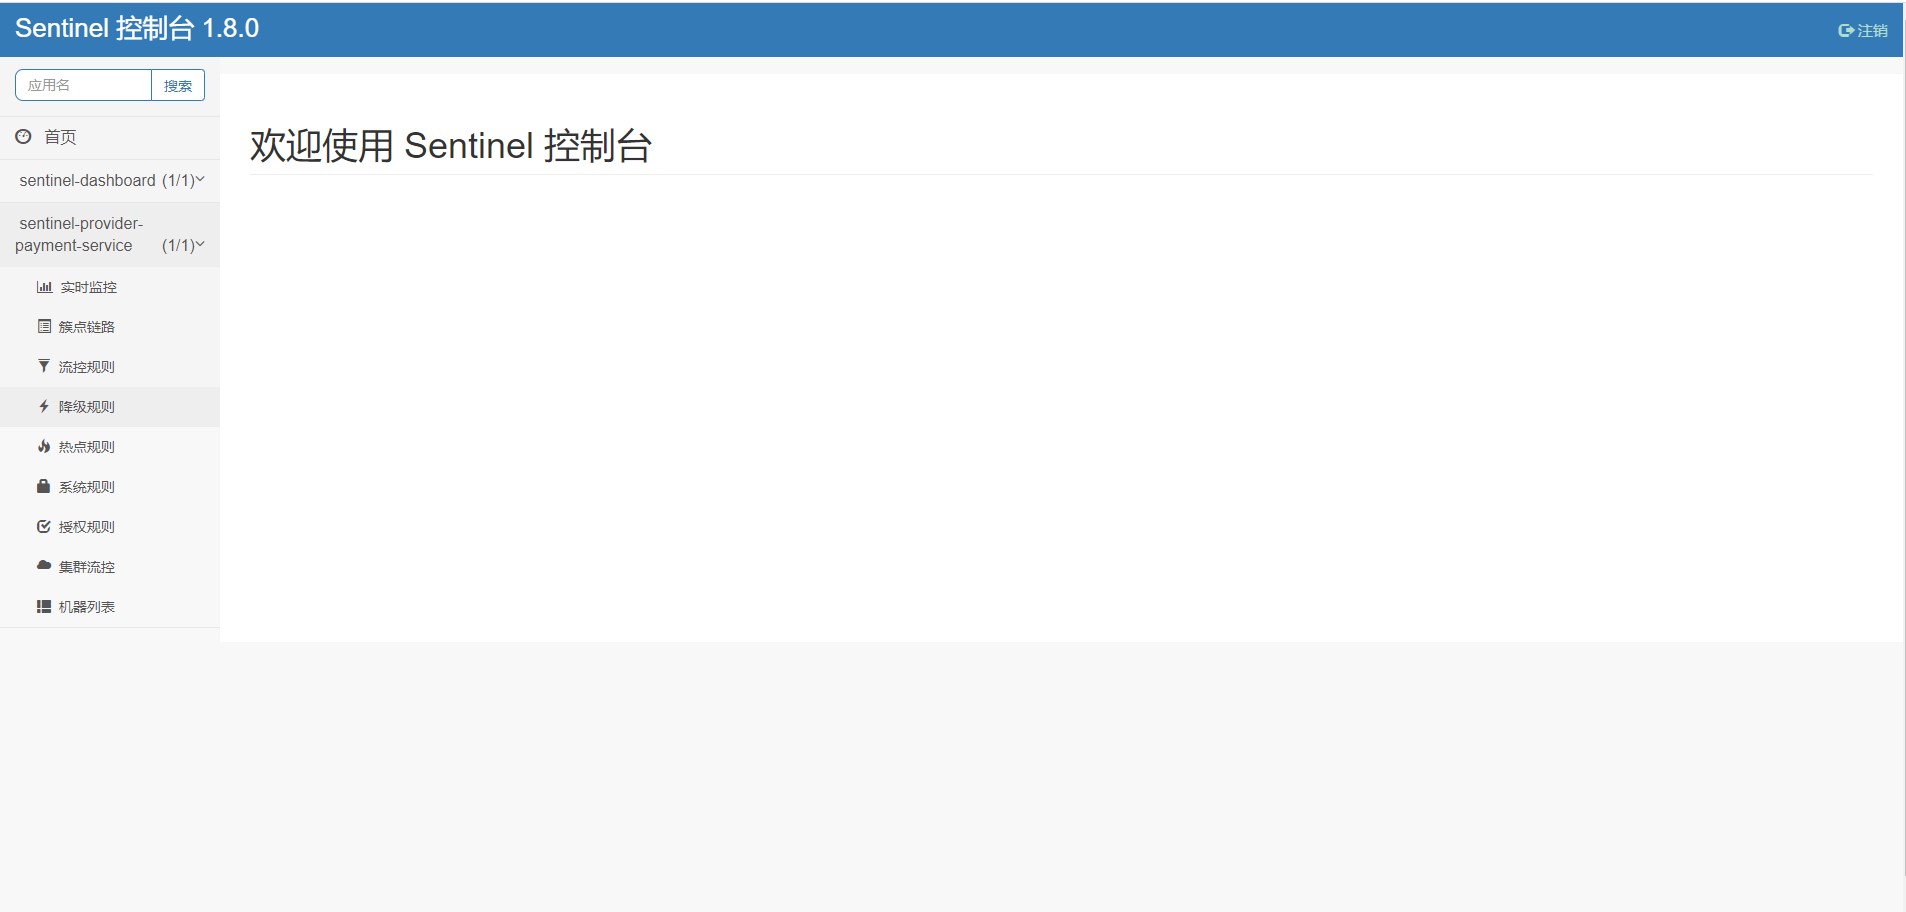 Sentinel 控制台 1.8.0
注销
应用名
搜索
首页
欢迎使用 Sentinel 控制台
sentinel-dashboard (1/1)
sentinel-provider-
payment-service (1/1)
实时监控
簇点链路
流控规则
降级规则
热点规则
系统规则
授权规则
集群流控
机器列表